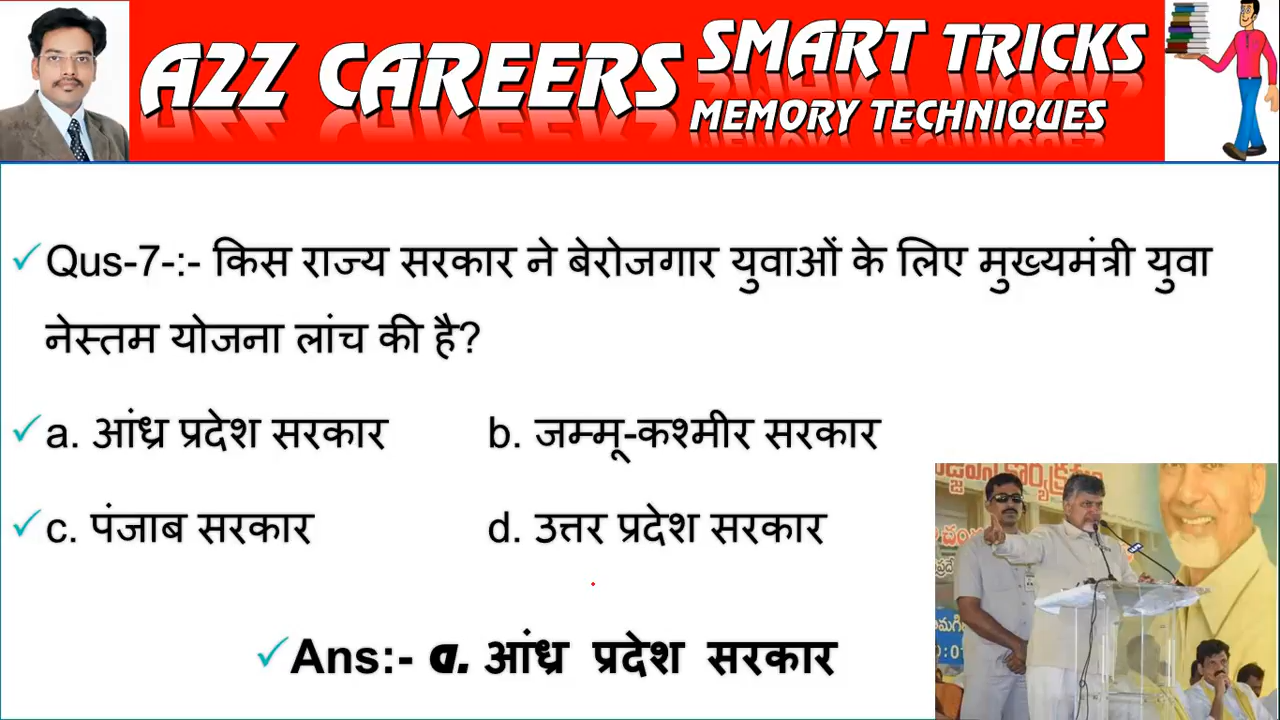 A2Z CAREERS
SMART TRICKS
MEMORY TECHNIQUES
Qus-7-:- किस राज्य सरकार ने बेरोजगार युवाओं के लिए मुख्यमंत्री युवा
नेस्तम योजना लांच की है?
a. आंध्र प्रदेश सरकार b. जम्मू-कश्मीर सरकार
c. पंजाब सरकार d. उत्तर प्रदेश सरकार
Ans:- a. आंध्र प्रदेश सरकार